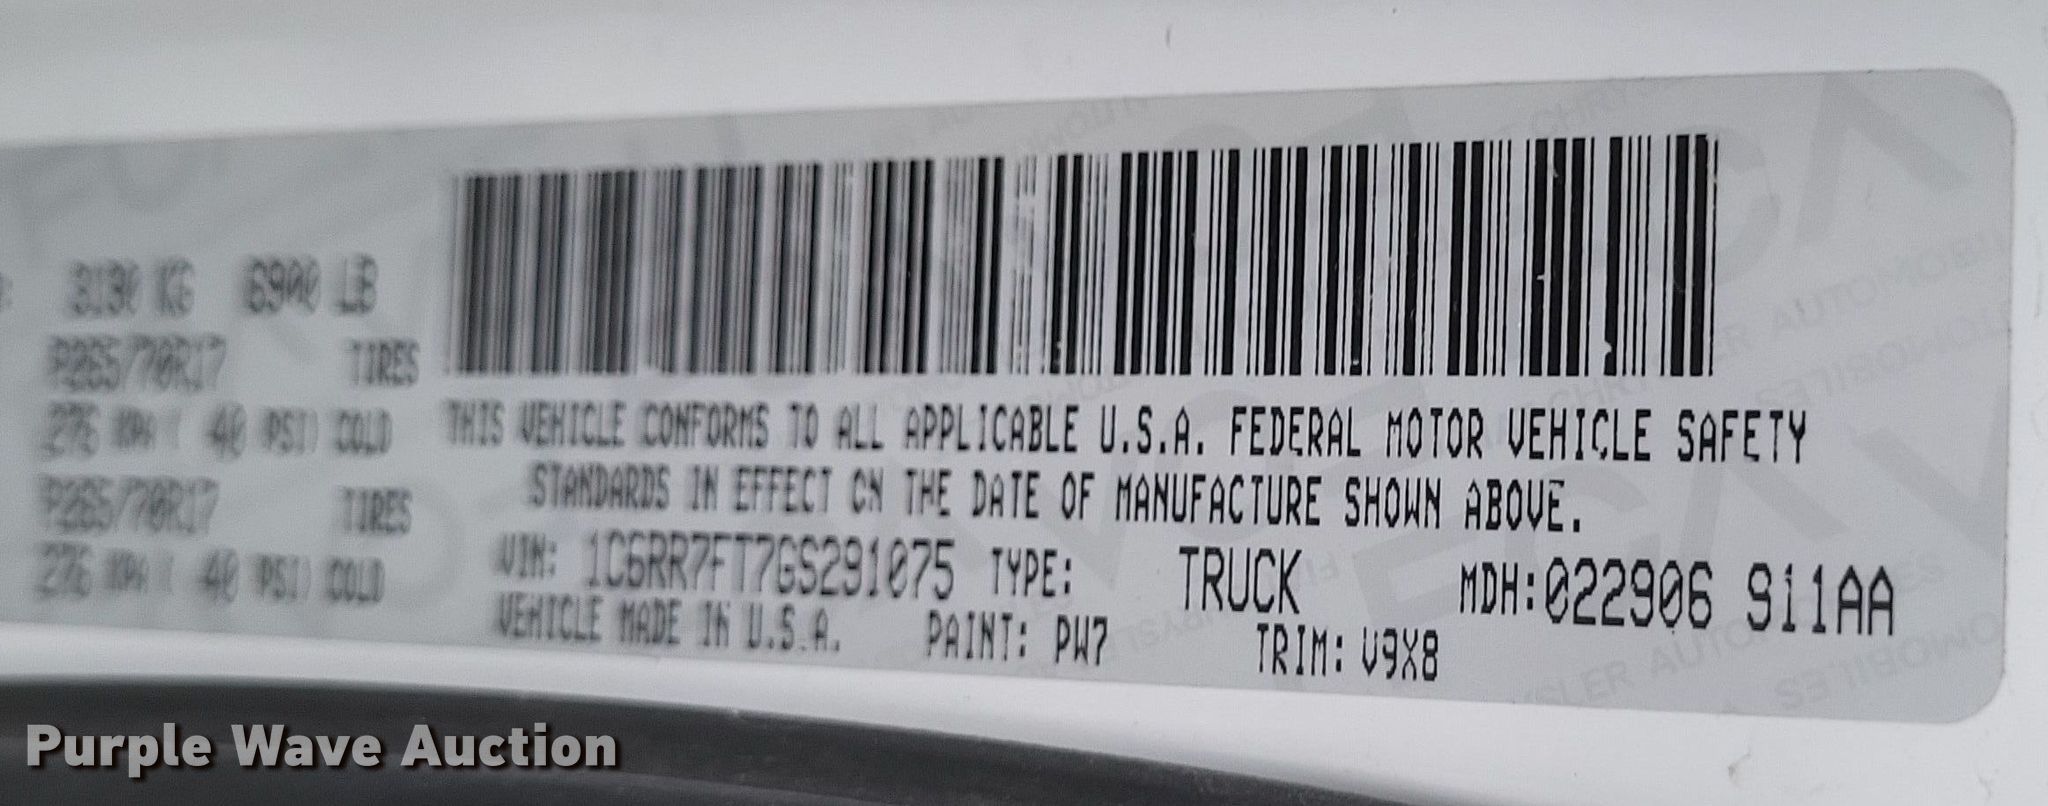 3130 KG 6900 LB
P265/70R17 TIRES
276 KPA ( 40 PSI) COLD
P265/70R17 TIRES
276 KPA ( 40 PSI) COLD
THIS VEHICLE CONFORMS TO ALL APPLICABLE U.S.A. FEDERAL MOTOR VEHICLE SAFETY
STANDARDS IN EFFECT ON THE DATE OF MANUFACTURE SHOWN ABOVE.
VIN: 1C6RR7FT7GS291075 TYPE: TRUCK MDH:022906 911AA
VEHICLE MADE IN U.S.A. PAINT: PW7 TRIM: V9X8
Purple Wave Auction